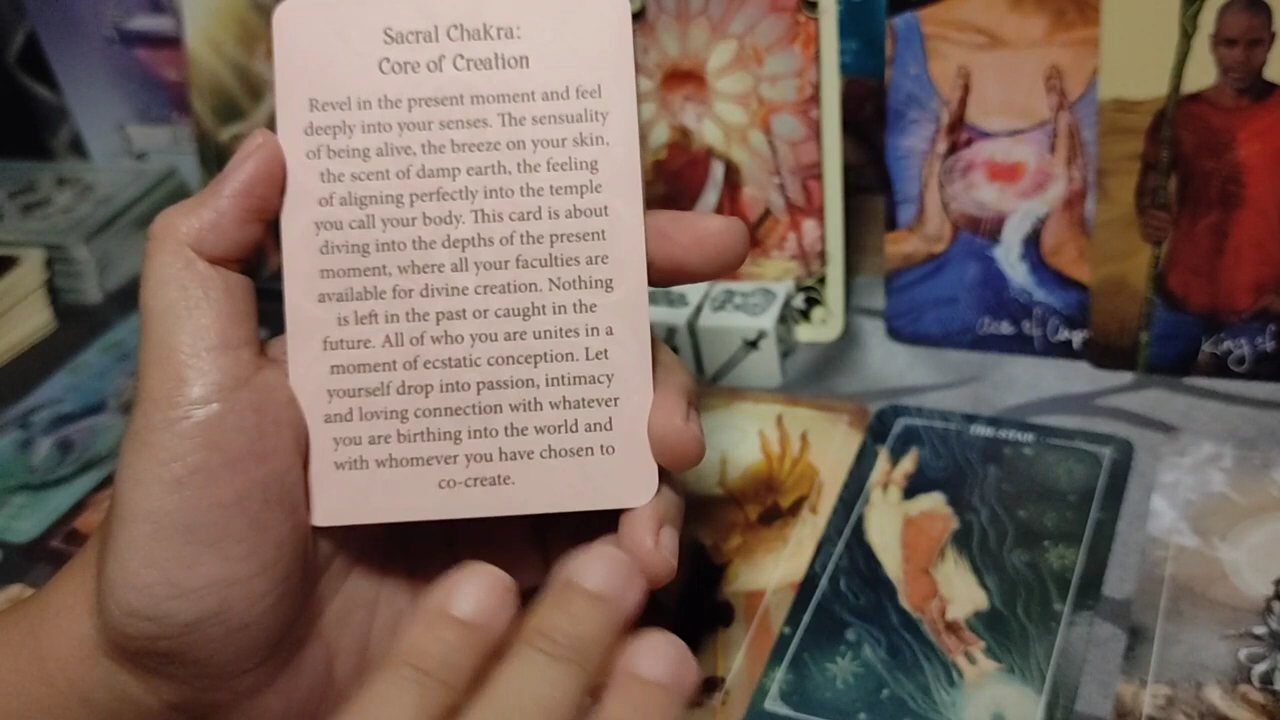 Sacral Chakra:
Core of Creation
Revel in the present moment and feel
deeply into your senses. The sensuality
of being alive, the breeze on your skin,
the scent of damp earth, the feeling
of aligning perfectly into the temple
you call your body. This card is about
diving into the depths of the present
moment, where all your faculties are
available for divine creation. Nothing
is left in the past or caught in the
future. All of who you are unites in a
moment of ecstatic conception. Let
yourself drop into passion, intimacy
and loving connection with whatever
you are birthing into the world and
with whomever you have chosen to
co-create.
Ace of Cups
King of
THE STAR